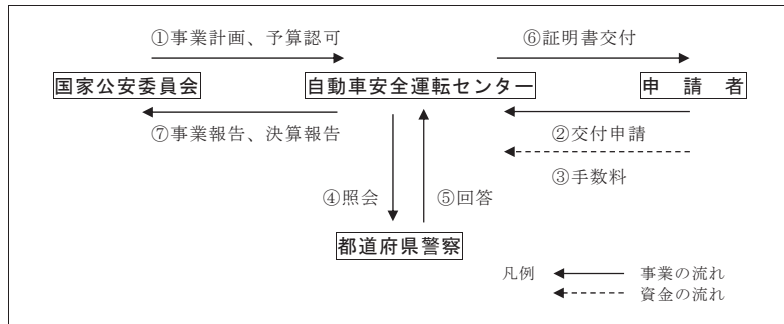 ①事業計画、予算認可
⑥証明書交付
国家公安委員会
自動車安全運転センター
申 請 者
⑦事業報告、決算報告
②交付申請
③手数料
④照会
⑤回答
都道府県警察
凡例
事業の流れ
資金の流れ